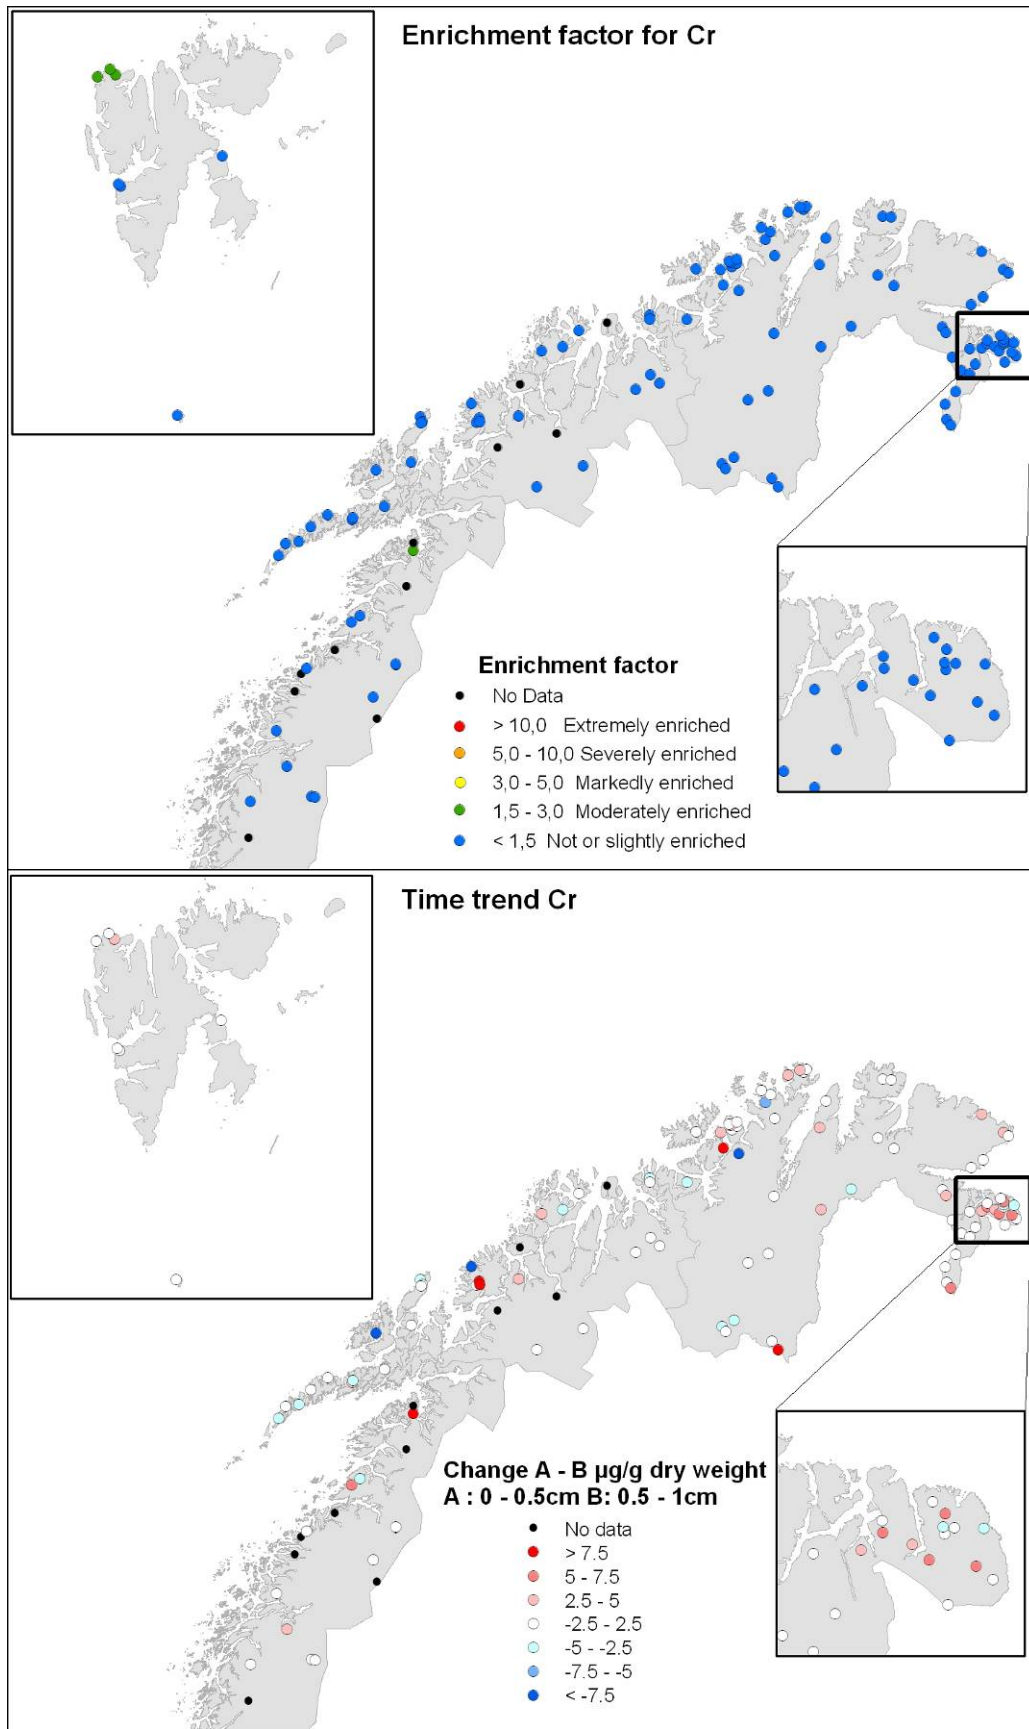 Enrichment factor for Cr
Enrichment factor
No Data
> 10,0 Extremely enriched
5,0 - 10,0 Severely enriched
3,0 - 5,0 Markedly enriched
1,5 - 3,0 Moderately enriched
< 1,5 Not or slightly enriched
Time trend Cr
Change A - B µg/g dry weight
A : 0 - 0.5cm B: 0.5 - 1cm
No data
> 7.5
5 - 7.5
2.5 - 5
-2.5 - 2.5
-5 - -2.5
-7.5 - -5
< -7.5